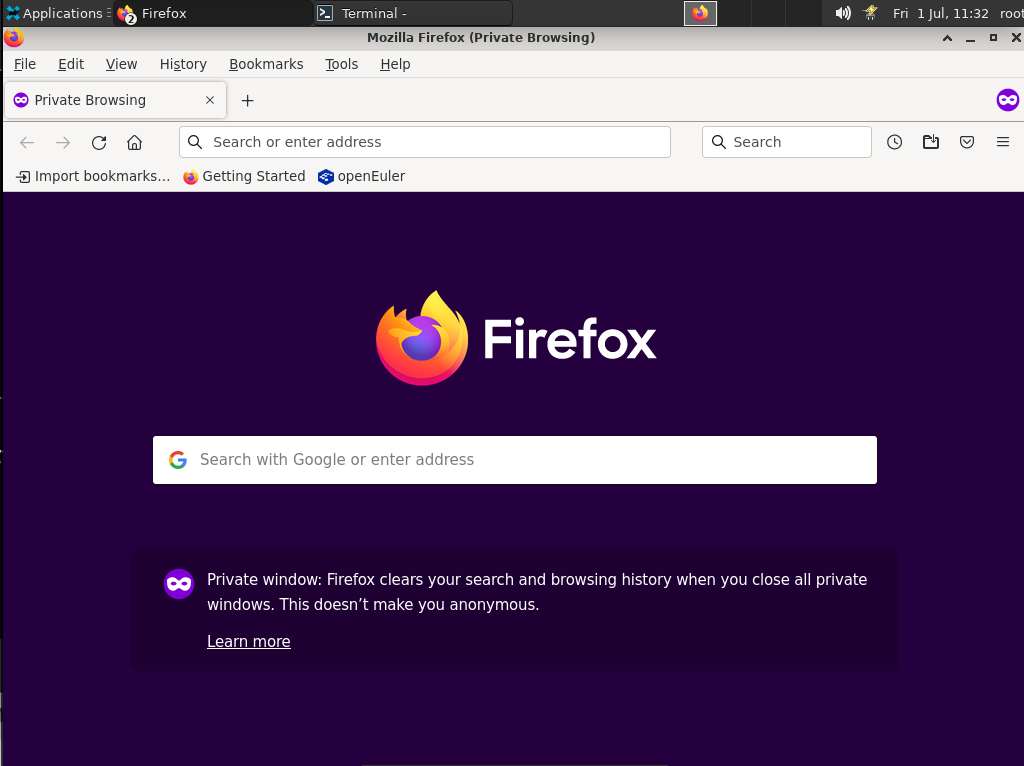 Applications
2 Firefox
Terminal -
Fri 1 Jul, 11:32 root
Mozilla Firefox (Private Browsing)
File Edit View History Bookmarks Tools Help
Private Browsing
Search or enter address
Search
Import bookmarks… Getting Started openEuler
Firefox
Search with Google or enter address
Private window: Firefox clears your search and browsing history when you close all private
windows. This doesn’t make you anonymous.
Learn more